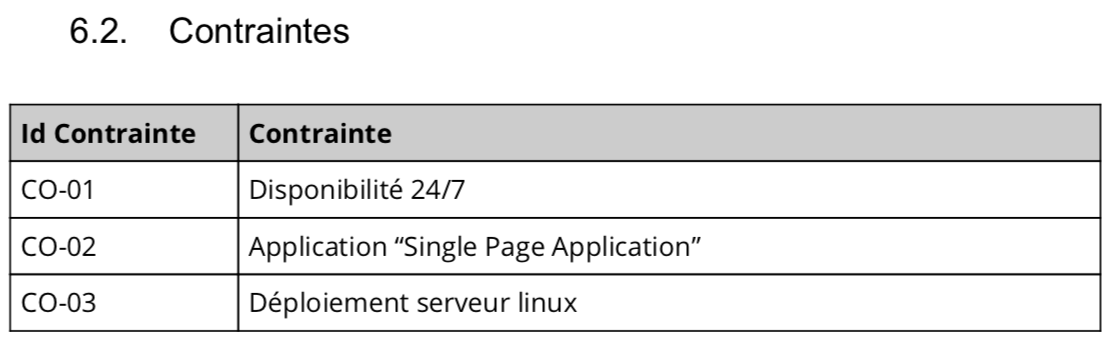 6.2. Contraintes
Id Contrainte Contrainte
CO-01 Disponibilité 24/7
CO-02 Application “Single Page Application”
CO-03 Déploiement serveur linux